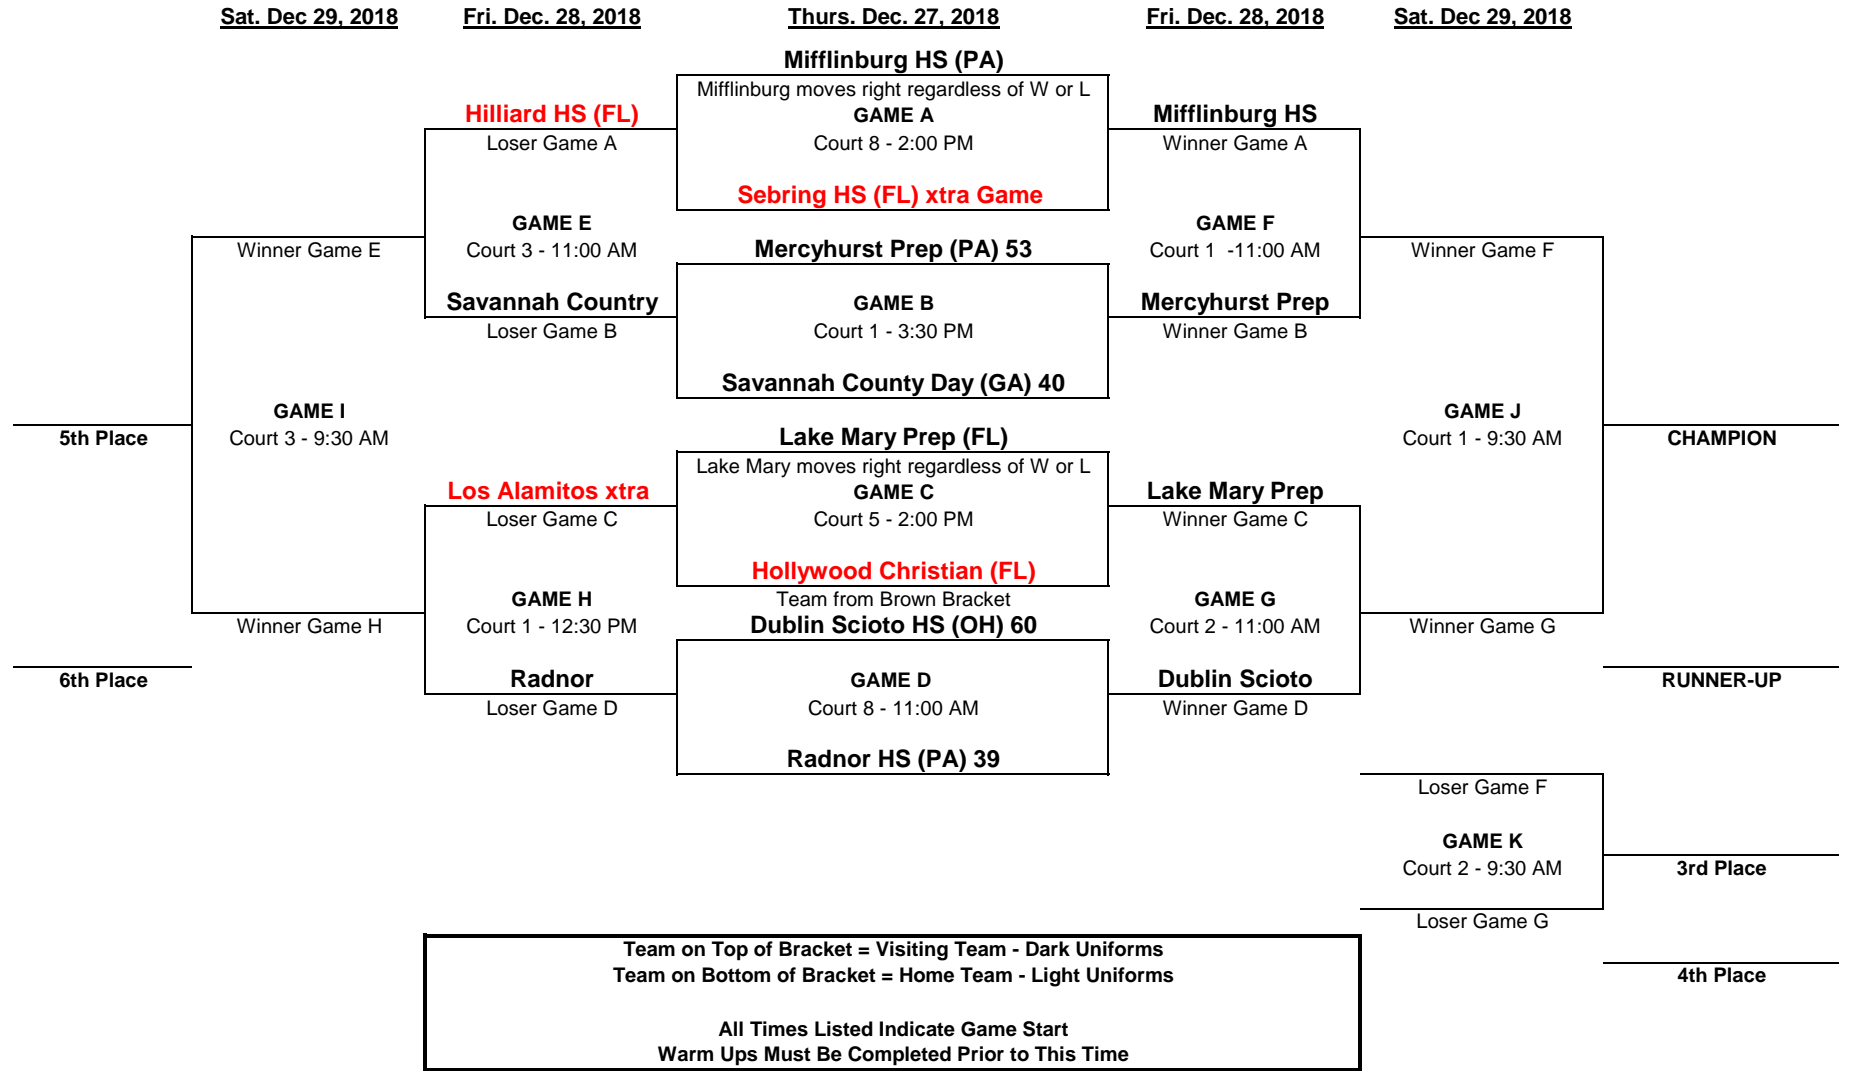 Sat. Dec 29, 2018 Fri. Dec. 28, 2018 Thurs. Dec. 27, 2018 Fri. Dec. 28, 2018 Sat. Dec 29, 2018
Mifflinburg HS (PA)
Mifflinburg moves right regardless of W or L
Hilliard HS (FL) GAME A Mifflinburg HS
Loser Game A Court 8 - 2:00 PM Winner Game A
Sebring HS (FL) xtra Game
GAME E GAME F
Winner Game E Court 3 - 11:00 AM Mercyhurst Prep (PA) 53 Court 1 -11:00 AM Winner Game F
Savannah Country GAME B Mercyhurst Prep
Loser Game B Court 1 - 3:30 PM Winner Game B
Savannah County Day (GA) 40
GAME I GAME J
5th Place Court 3 - 9:30 AM Lake Mary Prep (FL) Court 1 - 9:30 AM CHAMPION
Lake Mary moves right regardless of W or L
Los Alamitos xtra GAME C Lake Mary Prep
Loser Game C Court 5 - 2:00 PM Winner Game C
Hollywood Christian (FL)
GAME H Team from Brown Bracket GAME G
Winner Game H Court 1 - 12:30 PM Dublin Scioto HS (OH) 60 Court 2 - 11:00 AM Winner Game G
6th Place Radnor GAME D Dublin Scioto RUNNER-UP
Loser Game D Court 8 - 11:00 AM Winner Game D
Radnor HS (PA) 39
Loser Game F
GAME K
Court 2 - 9:30 AM 3rd Place
Loser Game G
Team on Top of Bracket = Visiting Team - Dark Uniforms
Team on Bottom of Bracket = Home Team - Light Uniforms 4th Place
All Times Listed Indicate Game Start
Warm Ups Must Be Completed Prior to This Time